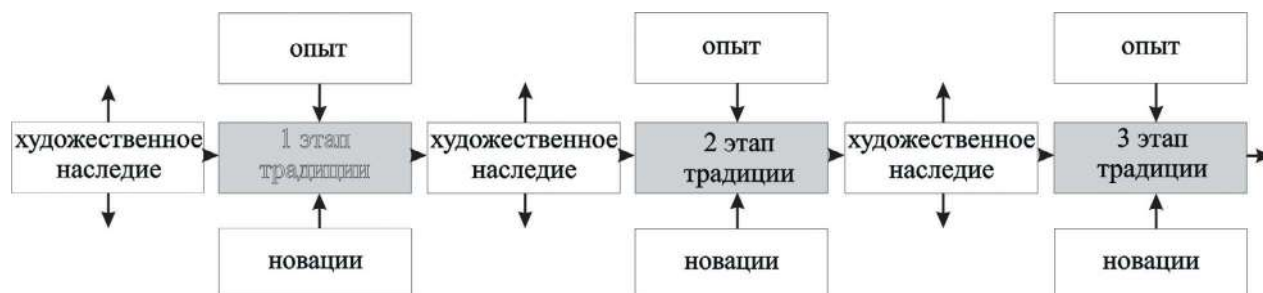 опыт
опыт
опыт
художественное
наследие
1 этап
традиции
художественное
наследие
2 этап
традиции
художественное
наследие
3 этап
традиции
новации
новации
новации